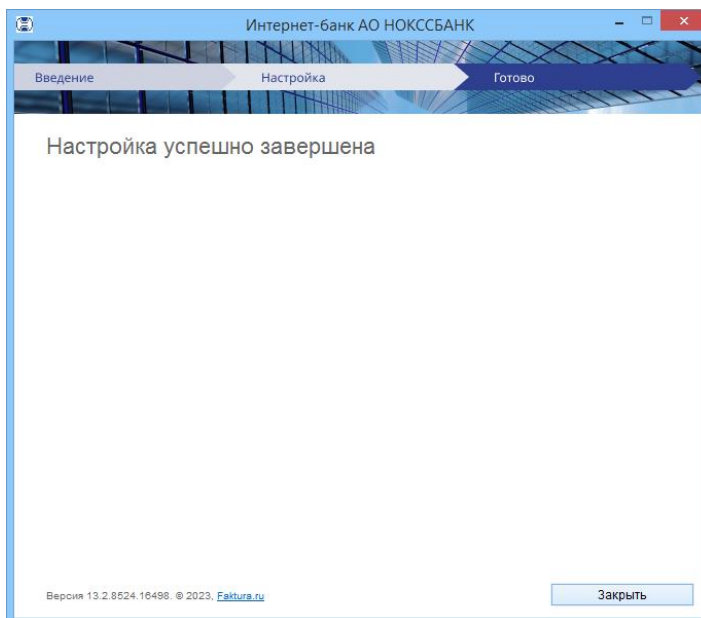 Интернет-банк АО НОКССБАНК
Введение Настройка Готово
Настройка успешно завершена
Версия 13.2.8524.16498. © 2023, Faktura.ru
Закрыть